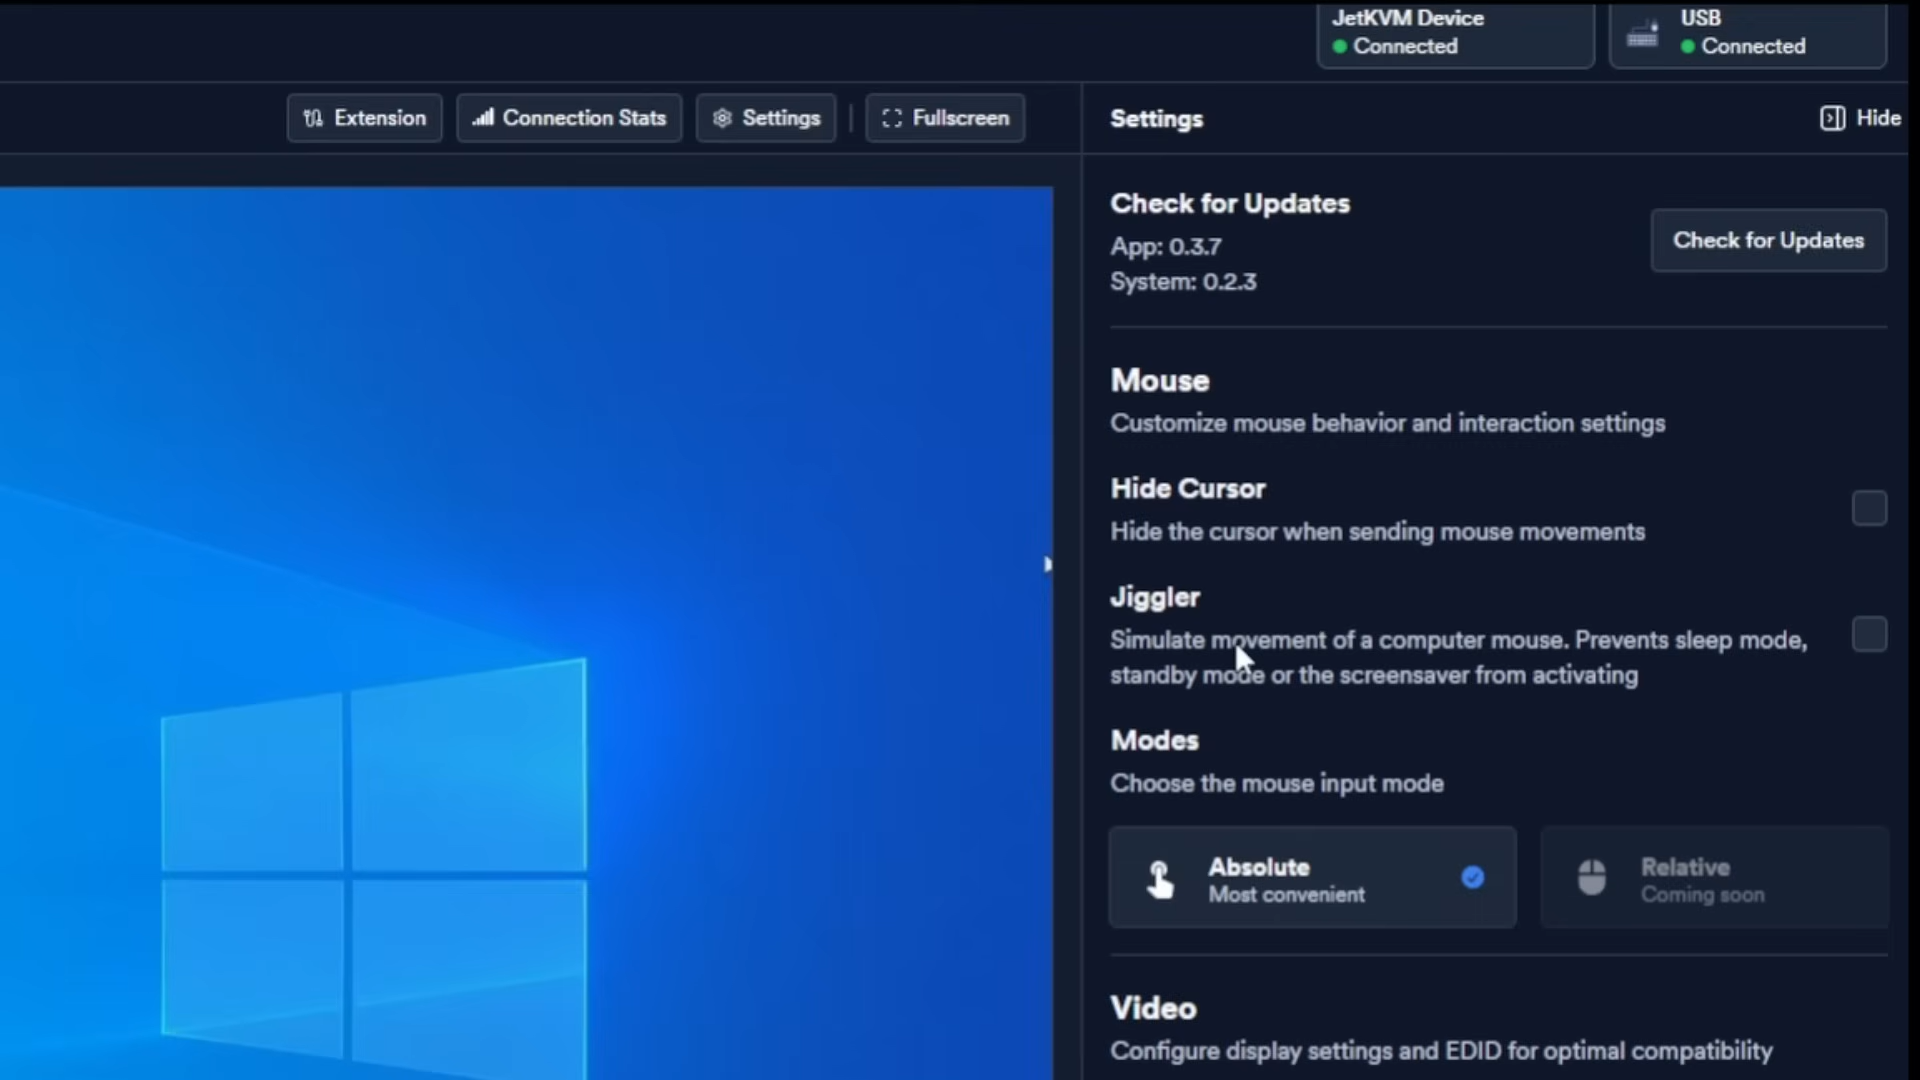 JetKVM Device
Connected
USB
Connected
Extension
Connection Stats
Settings
Fullscreen
Settings
Hide
Check for Updates
App: 0.3.7
System: 0.2.3
Check for Updates
Mouse
Customize mouse behavior and interaction settings
Hide Cursor
Hide the cursor when sending mouse movements
Jiggler
Simulate movement of a computer mouse. Prevents sleep mode,
standby mode or the screensaver from activating
Modes
Choose the mouse input mode
Absolute
Most convenient
Relative
Coming soon
Video
Configure display settings and EDID for optimal compatibility